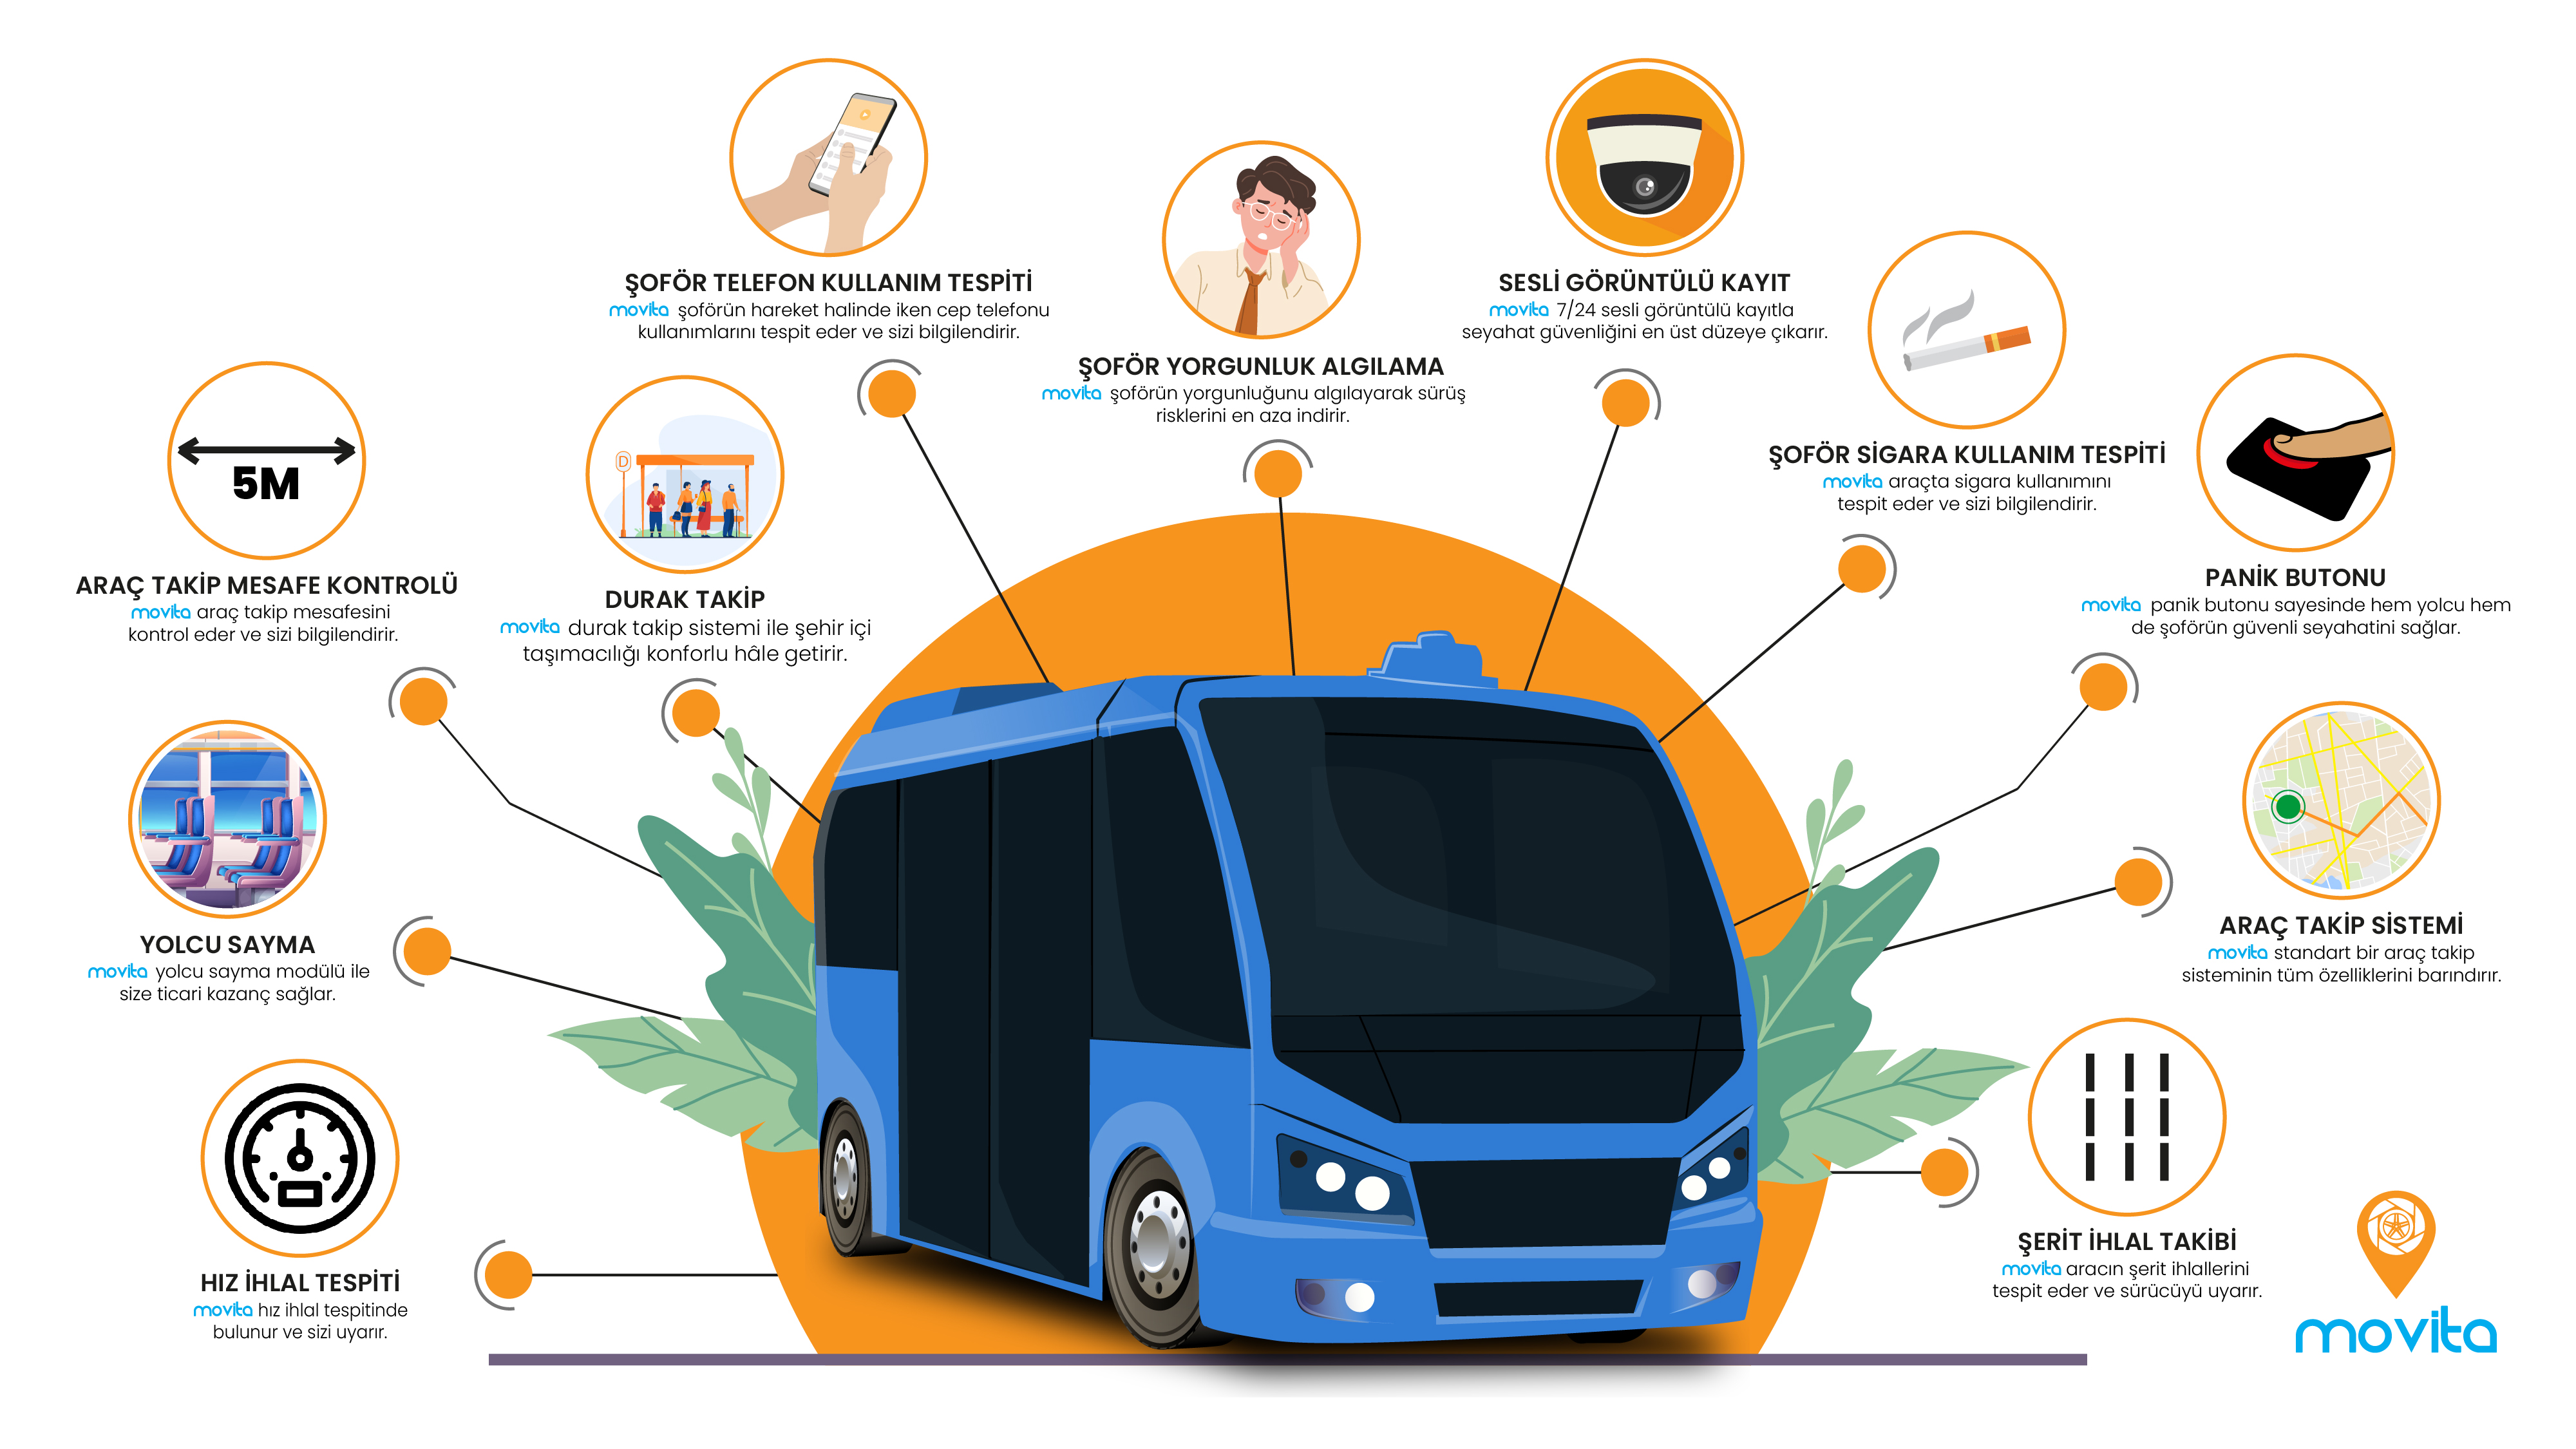 ŞOFÖR TELEFON KULLANIM TESPİTİ
movita şoförün hareket halinde iken cep telefonu
kullanımlarını tespit eder ve sizi bilgilendirir.
ŞOFÖR YORGUNLUK ALGILAMA
movita şoförün yorgunluğunu algılayarak sürüş
risklerini en aza indirir.
SESLİ GÖRÜNTÜLÜ KAYIT
movita 7/24 sesli görüntülü kayıtla
seyahat güvenliğini en üst düzeye çıkarır.
ŞOFÖR SİGARA KULLANIM TESPİTİ
movita araçta sigara kullanımını
tespit eder ve sizi bilgilendirir.
PANİK BUTONU
movita panik butonu sayesinde hem yolcu hem
de şoförün güvenli seyahatini sağlar.
5M
ARAÇ TAKİP MESAFE KONTROLÜ
movita araç takip mesafesini
kontrol eder ve sizi bilgilendirir.
D
DURAK TAKİP
movita durak takip sistemi ile şehir içi
taşımacılığı konforlu hâle getirir.
YOLCU SAYMA
movita yolcu sayma modülü ile
size ticari kazanç sağlar.
ARAÇ TAKİP SİSTEMİ
movita standart bir araç takip
sisteminin tüm özelliklerini barındırır.
HIZ İHLAL TESPİTİ
movita hız ihlal tespitinde
bulunur ve sizi uyarır.
ŞERİT İHLAL TAKİBİ
movita aracın şerit ihlallerini
tespit eder ve sürücüyü uyarır.
movita